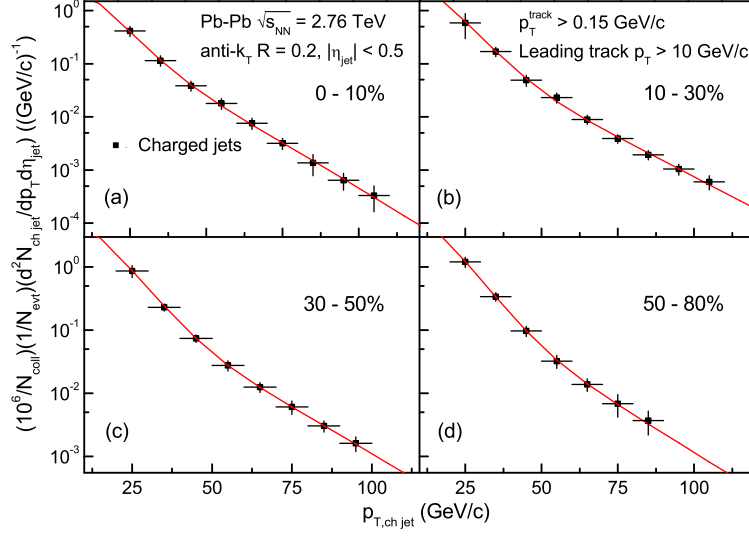 10^0
10^-1
10^-2
10^-3
10^-4
Pb-Pb √s_NN = 2.76 TeV
anti-k_T R = 0.2, |η_jet| < 0.5
0 - 10%
Charged jets
(a)
p_T^track > 0.15 GeV/c
Leading track p_T > 10 GeV/c
10 - 30%
(b)
10^0
10^-1
10^-2
10^-3
30 - 50%
(c)
50 - 80%
(d)
25 50 75 100 25 50 75 100
p_T,ch jet (GeV/c)
(10^6/N_coll)(1/N_evt)(d^2N_ch jet/dp_Tdη_jet) ((GeV/c)^-1)